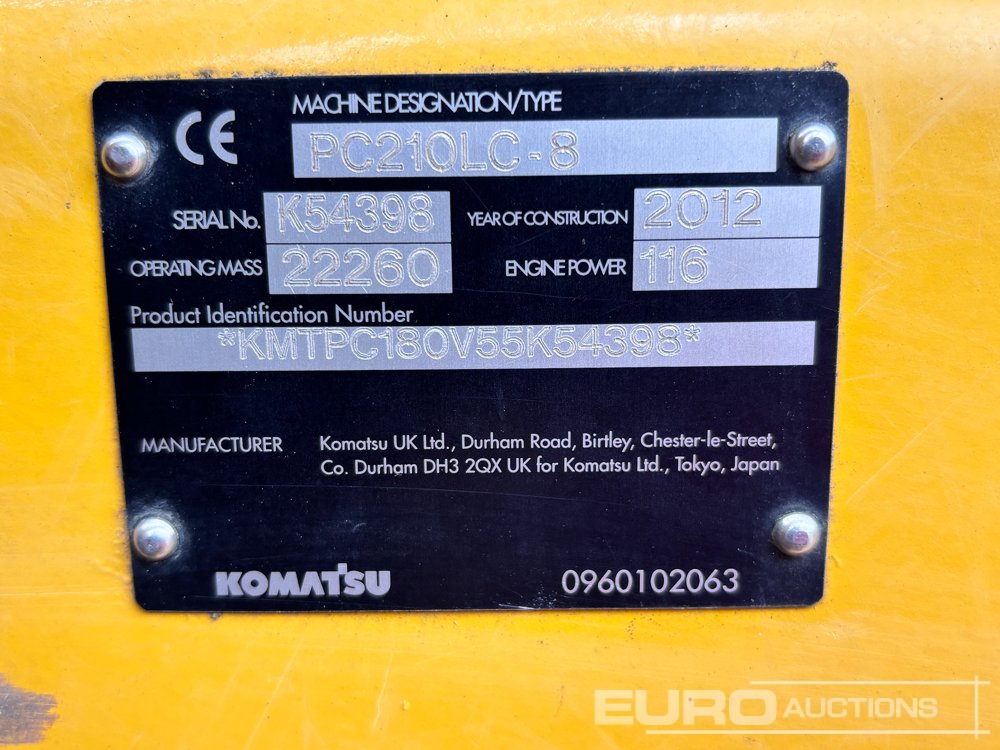 CE
MACHINE DESIGNATION/TYPE
PC210LC-8
SERIAL No. K54398 YEAR OF CONSTRUCTION 2012
OPERATING MASS 22260 ENGINE POWER 116
Product Identification Number
*KMTPC180V55K54398*
MANUFACTURER Komatsu UK Ltd., Durham Road, Birtley, Chester-le-Street,
Co. Durham DH3 2QX UK for Komatsu Ltd., Tokyo, Japan
KOMATSU 0960102063
EURO AUCTIONS